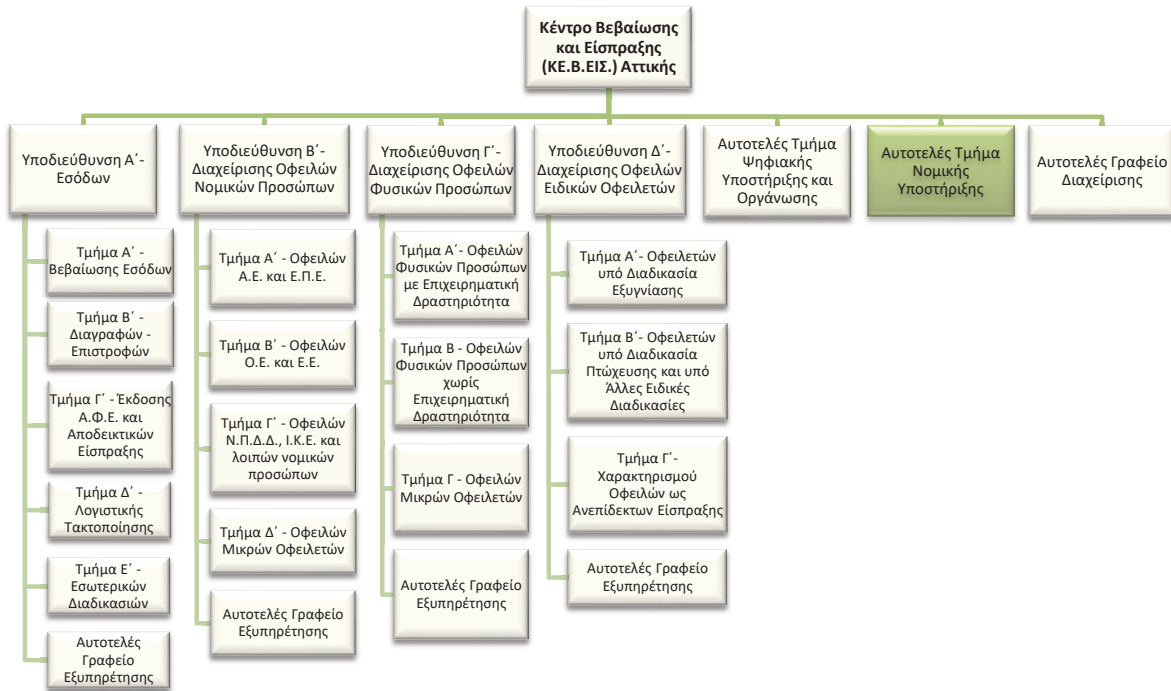 Κέντρο Βεβαίωσης
και Είσπραξης
(ΚΕ.Β.ΕΙΣ.) Αττικής
Υποδιεύθυνση Α΄-
Εσόδων
Τμήμα Α΄ -
Βεβαίωσης Εσόδων
Τμήμα Β΄ -
Διαγραφών -
Επιστροφών
Τμήμα Γ΄ - Έκδοσης
Α.Φ.Ε. και
Αποδεικτικών
Είσπραξης
Τμήμα Δ΄ -
Λογιστικής
Τακτοποίησης
Τμήμα Ε΄ -
Εσωτερικών
Διαδικασιών
Αυτοτελές
Γραφείο
Εξυπηρέτησης
Υποδιεύθυνση Β΄-
Διαχείρισης Οφειλών
Νομικών Προσώπων
Τμήμα Α΄ - Οφειλών
Α.Ε. και Ε.Π.Ε.
Τμήμα Β΄ - Οφειλών
Ο.Ε. και Ε.Ε.
Τμήμα Γ΄ - Οφειλών
Ν.Π.Δ.Δ., Ι.Κ.Ε. και
λοιπών νομικών
προσώπων
Τμήμα Δ΄ - Οφειλών
Μικρών Οφειλετών
Αυτοτελές Γραφείο
Εξυπηρέτησης
Υποδιεύθυνση Γ΄-
Διαχείρισης Οφειλών
Φυσικών Προσώπων
Τμήμα Α΄- Οφειλών
Φυσικών Προσώπων
με Επιχειρηματική
Δραστηριότητα
Τμήμα Β - Οφειλών
Φυσικών Προσώπων
χωρίς
Επιχειρηματική
Δραστηριότητα
Τμήμα Γ - Οφειλών
Μικρών Οφειλετών
Αυτοτελές Γραφείο
Εξυπηρέτησης
Υποδιεύθυνση Δ΄-
Διαχείρισης Οφειλών
Ειδικών Οφειλετών
Τμήμα Α΄- Οφειλετών
υπό Διαδικασία
Εξυγνίασης
Τμήμα Β΄- Οφειλετών
υπό Διαδικασία
Πτώχευσης και υπό
Άλλες Ειδικές
Διαδικασίες
Τμήμα Γ΄-
Χαρακτηρισμού
Οφειλών ως
Ανεπίδεκτων Είσπραξης
Αυτοτελές Γραφείο
Εξυπηρέτησης
Αυτοτελές Τμήμα
Ψηφιακής
Υποστήριξης και
Οργάνωσης
Αυτοτελές Τμήμα
Νομικής
Υποστήριξης
Αυτοτελές Γραφείο
Διαχείρισης